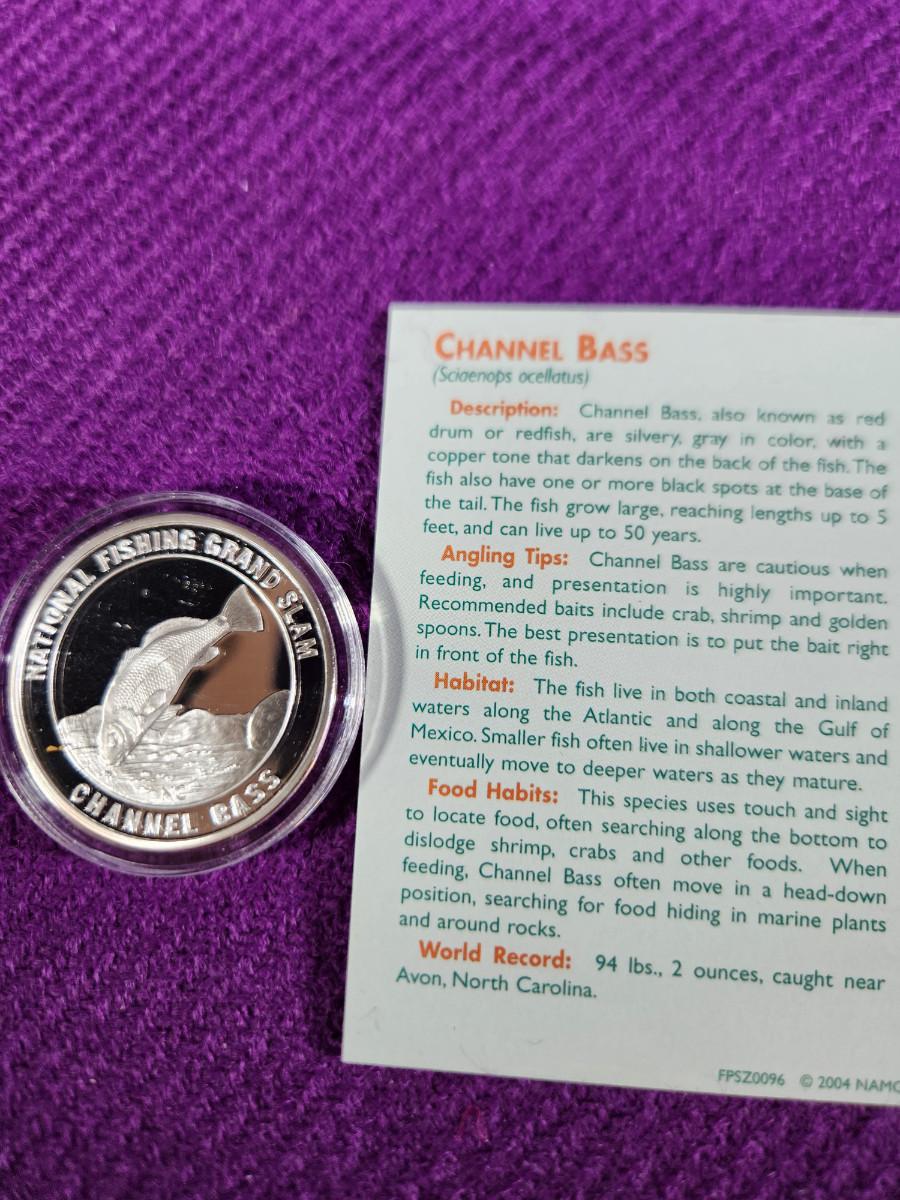 NATIONAL FISHING GRAND SLAM
CHANNEL BASS
CHANNEL BASS
(Sciaenops ocellatus)
Description: Channel Bass, also known as red
drum or redfish, are silvery, gray in color, with a
copper tone that darkens on the back of the fish. The
fish also have one or more black spots at the base of
the tail. The fish grow large, reaching lengths up to 5
feet, and can live up to 50 years.
Angling Tips: Channel Bass are cautious when
feeding, and presentation is highly important.
Recommended baits include crab, shrimp and golden
spoons. The best presentation is to put the bait right
in front of the fish.
Habitat: The fish live in both coastal and inland
waters along the Atlantic and along the Gulf of
Mexico. Smaller fish often live in shallower waters and
eventually move to deeper waters as they mature.
Food Habits: This species uses touch and sight
to locate food, often searching along the bottom to
dislodge shrimp, crabs and other foods. When
feeding, Channel Bass often move in a head-down
position, searching for food hiding in marine plants
and around rocks.
World Record: 94 lbs., 2 ounces, caught near
Avon, North Carolina.
FPSZ0096 © 2004 NAMG